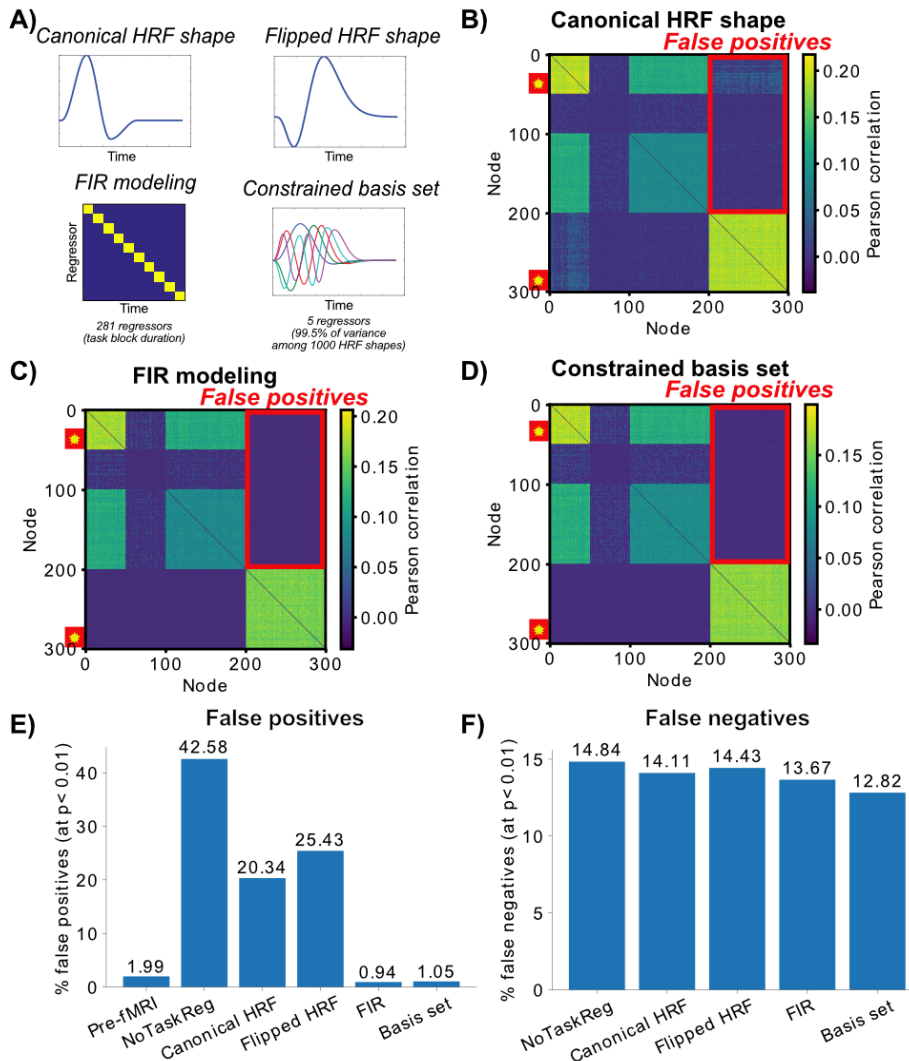 A)
Canonical HRF shape
Time
Flipped HRF shape
Time
FIR modeling
Regressor
Time
281 regressors
(task block duration)
Constrained basis set
Time
5 regressors
(99.5% of variance
among 1000 HRF shapes)
B)
Canonical HRF shape
False positives
0
100
200
300
Node
0
100
200
300
Node
0.20
0.15
0.10
0.05
0.00
Pearson correlation
C)
FIR modeling
False positives
0
100
200
300
Node
0
100
200
300
Node
0.20
0.15
0.10
0.05
0.00
Pearson correlation
D)
Constrained basis set
False positives
0
100
200
300
Node
0
100
200
300
Node
0.15
0.10
0.05
0.00
Pearson correlation
E)
False positives
% false positives (at p< 0.01)
40
30
20
10
0
1.99
42.58
20.34
25.43
0.94
1.05
Pre-fMRI
NoTaskReg
Canonical HRF
Flipped HRF
FIR
Basis set
F)
False negatives
% false negatives (at p< 0.01)
15
10
5
0
14.84
14.11
14.43
13.67
12.82
NoTaskReg
Canonical HRF
Flipped HRF
FIR
Basis set